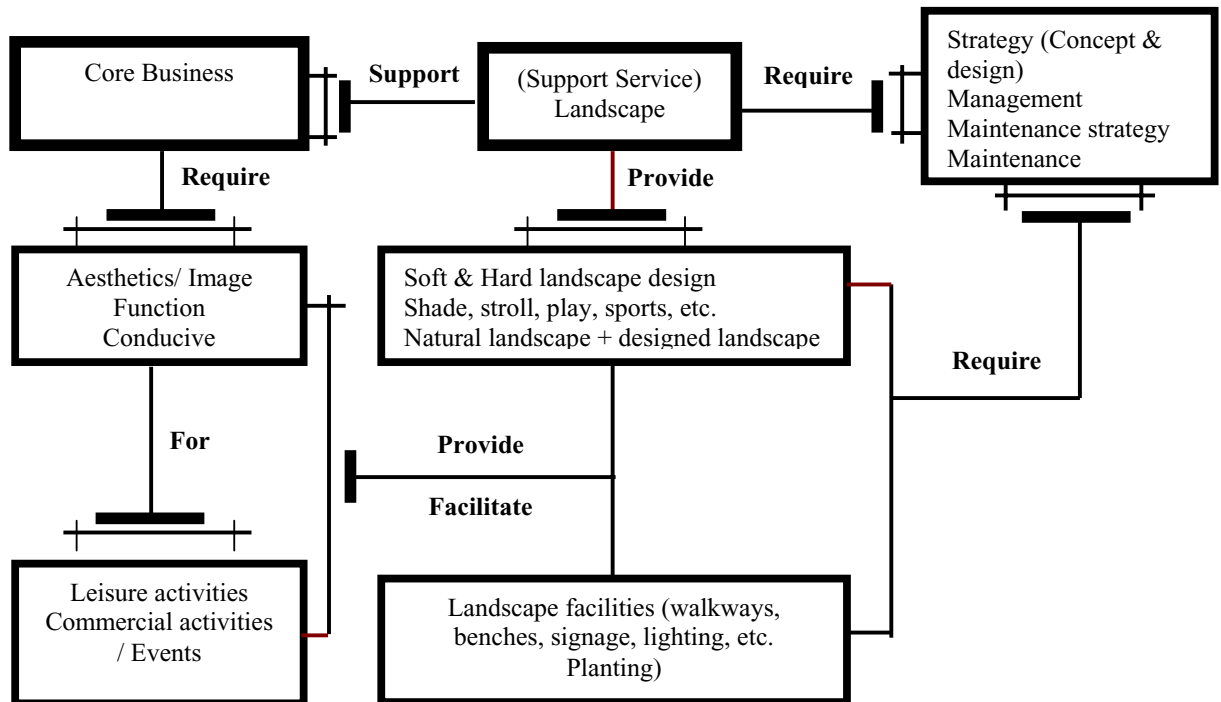 Core Business
Support
(Support Service)
Landscape
Require
Strategy (Concept &
design)
Management
Maintenance strategy
Maintenance
Require
Provide
Aesthetics/ Image
Function
Conducive
Soft & Hard landscape design
Shade, stroll, play, sports, etc.
Natural landscape + designed landscape
Require
For
Provide
Facilitate
Leisure activities
Commercial activities
/ Events
Landscape facilities (walkways,
benches, signage, lighting, etc.
Planting)